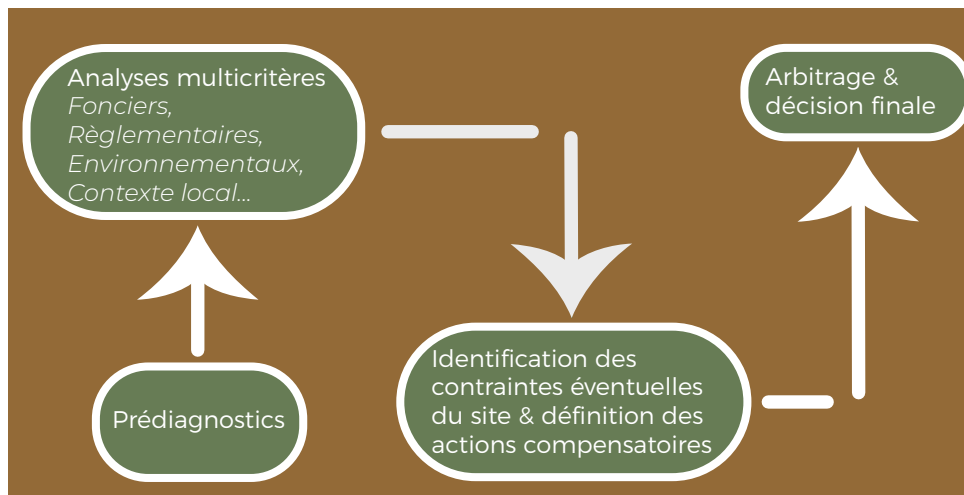 Analyses multicritères
Fonciers,
Règlementaires,
Environnementaux,
Contexte local...
Arbitrage &
décision finale
Identification des
contraintes éventuelles
du site & définition des
actions compensatoires
Prédiagnostics